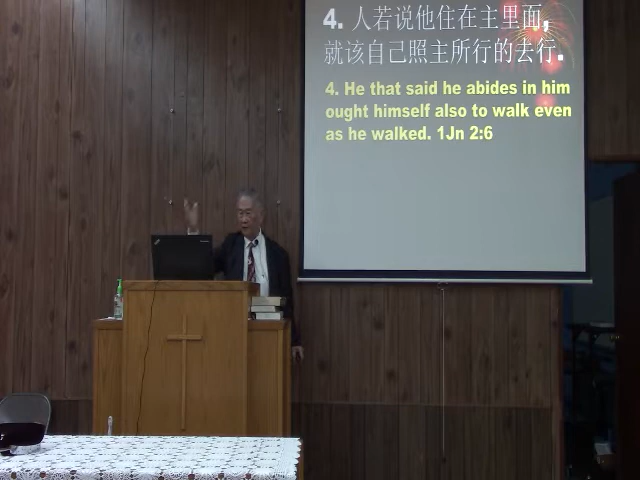 4. 人若说他住在主里面,
就该自己照主所行的去行.
4. He that said he abides in him
ought himself also to walk even
as he walked. 1Jn 2:6